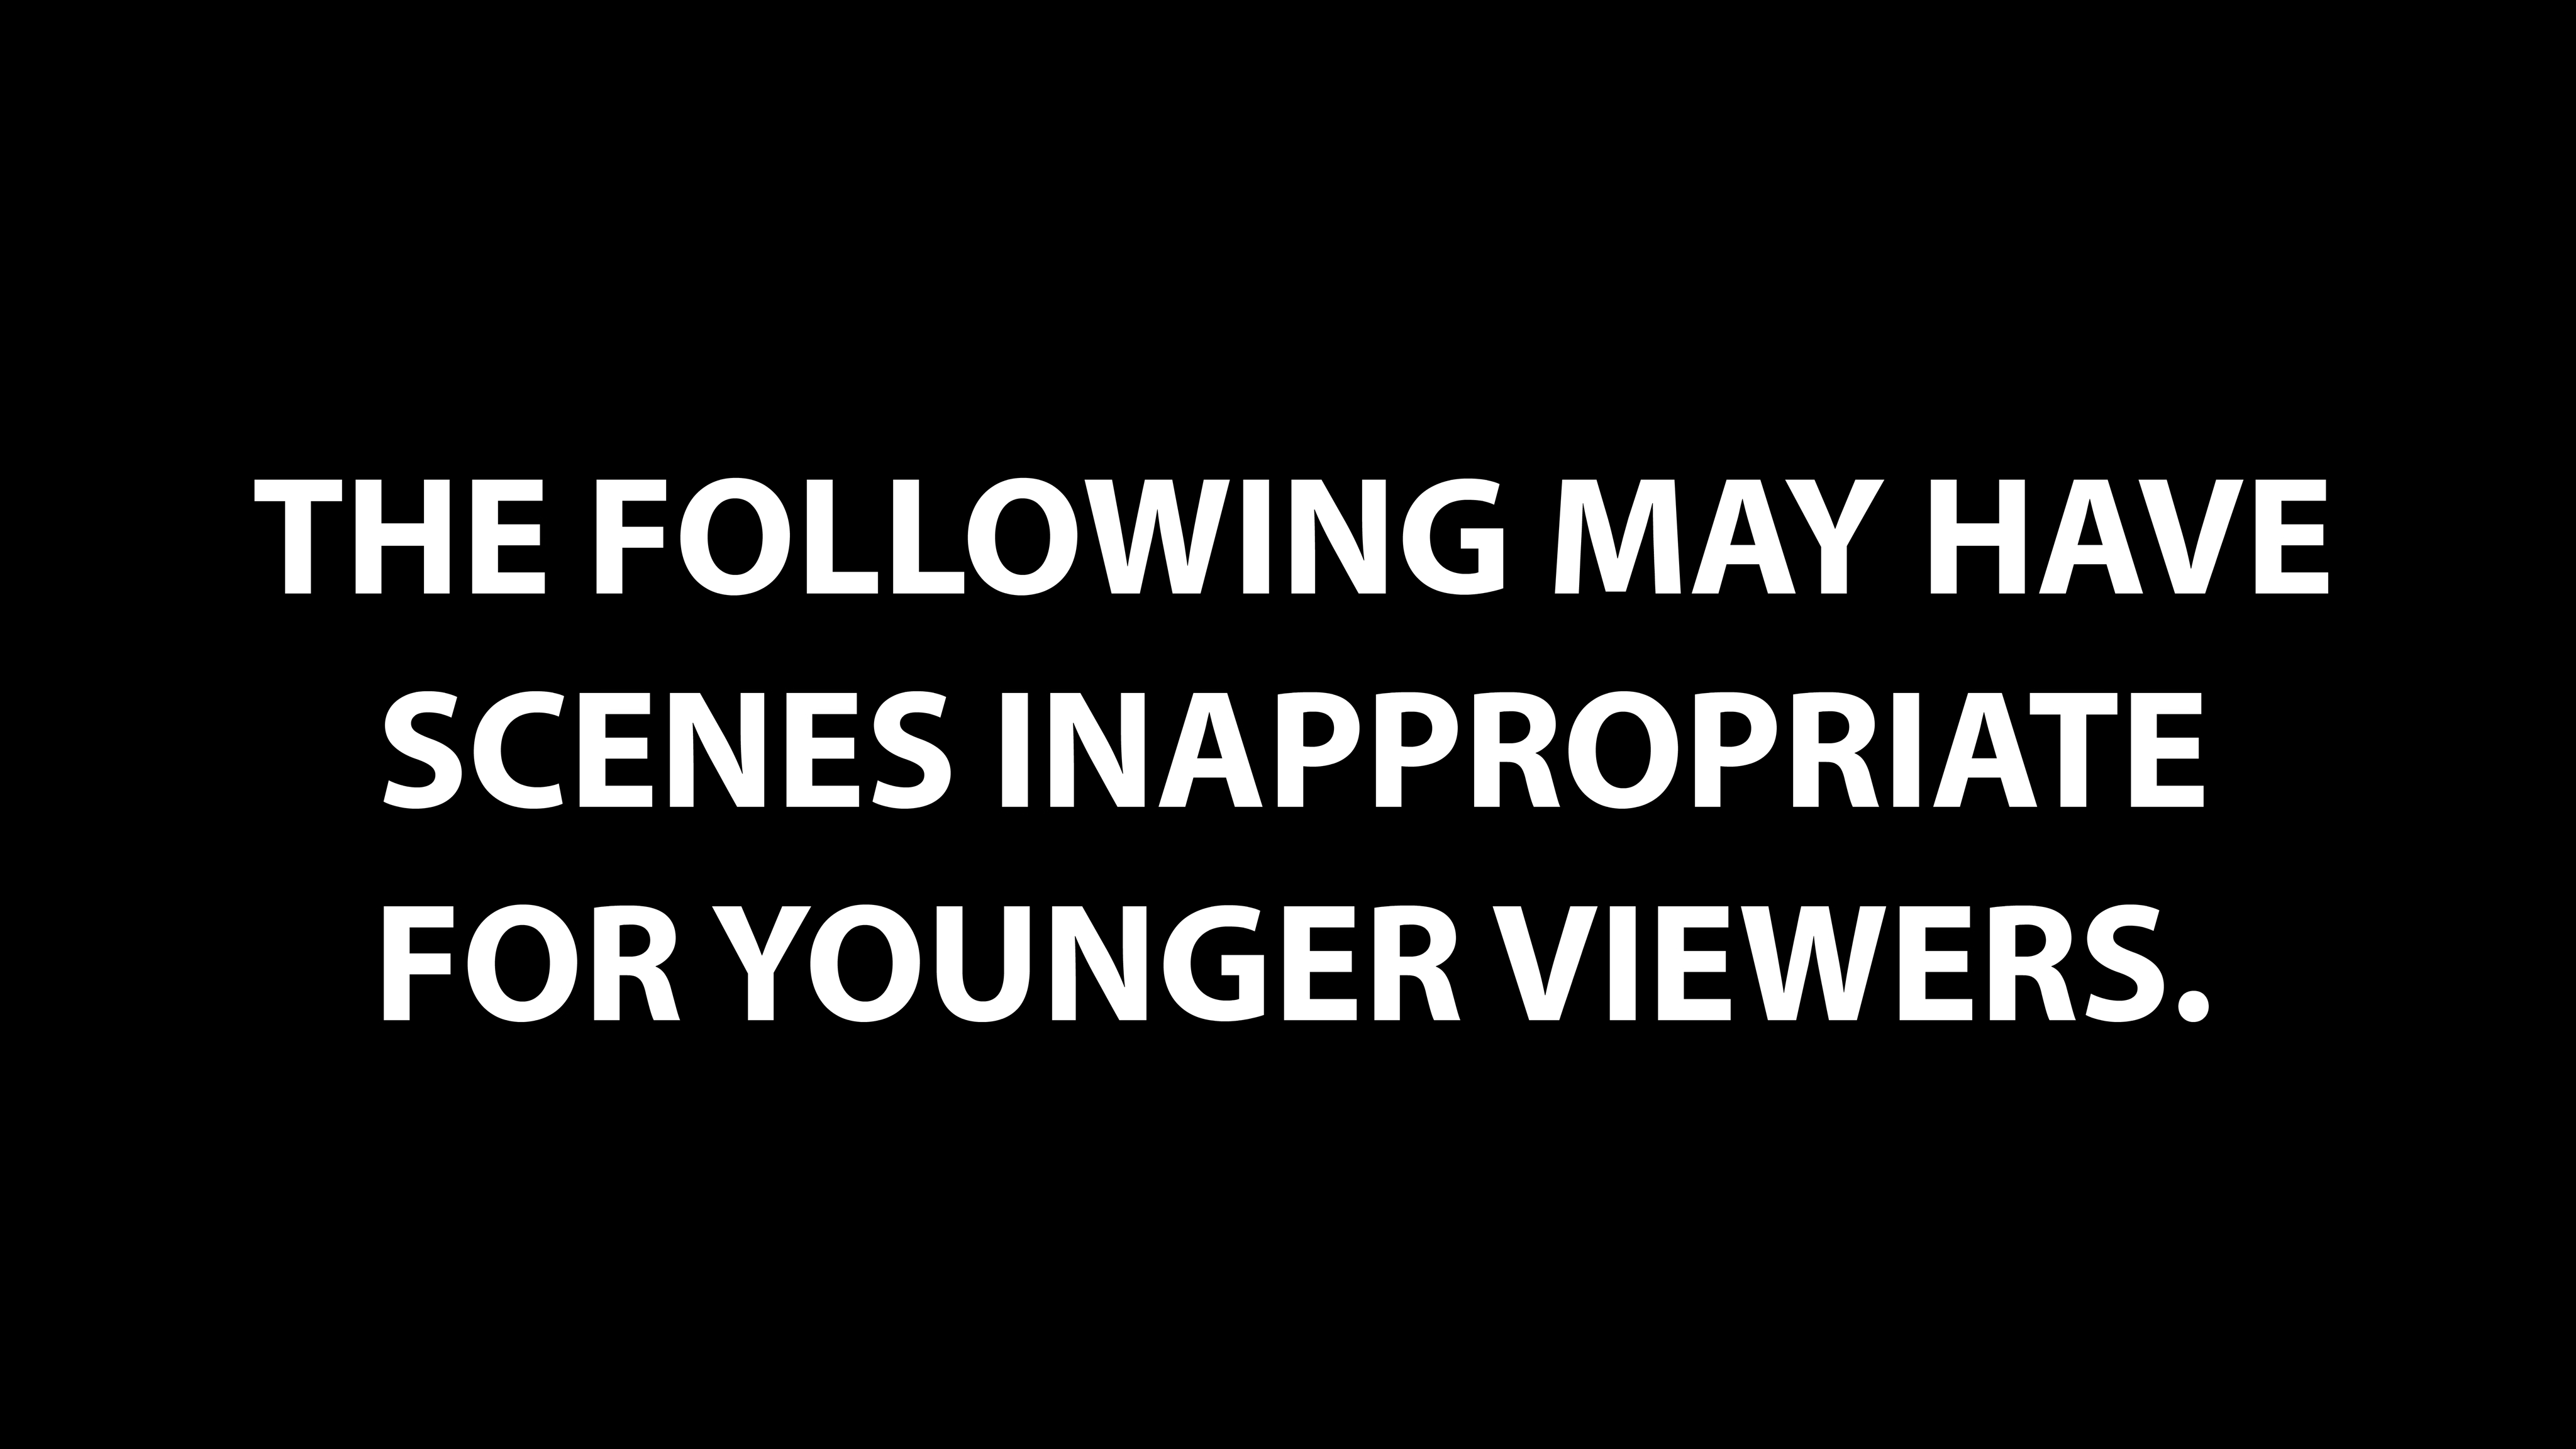 THE FOLLOWING MAY HAVE
SCENES INAPPROPRIATE
FOR YOUNGER VIEWERS.